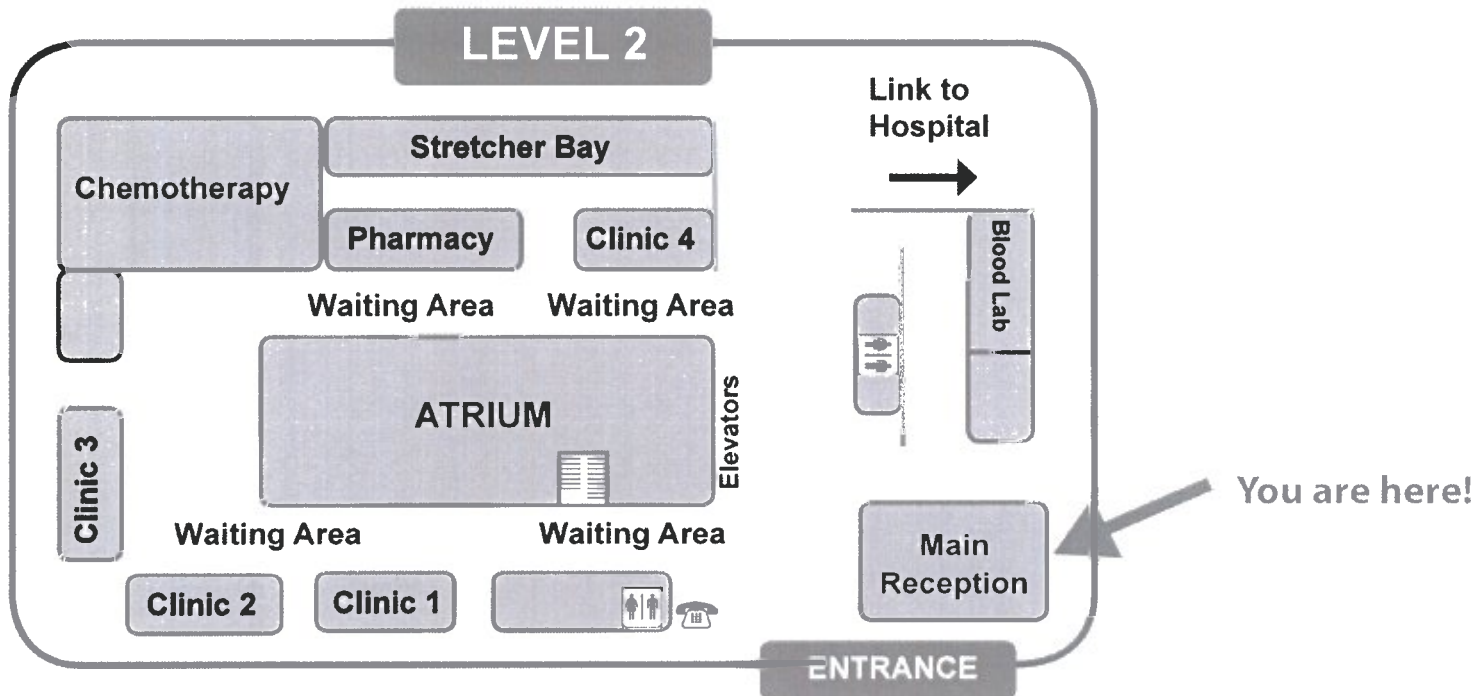 LEVEL 2
Link to
Hospital
Stretcher Bay
Chemotherapy
Pharmacy
Clinic 4
Blood Lab
Waiting Area
Waiting Area
ATRIUM
Elevators
Clinic 3
You are here!
Waiting Area
Waiting Area
Main
Reception
Clinic 2
Clinic 1
ENTRANCE